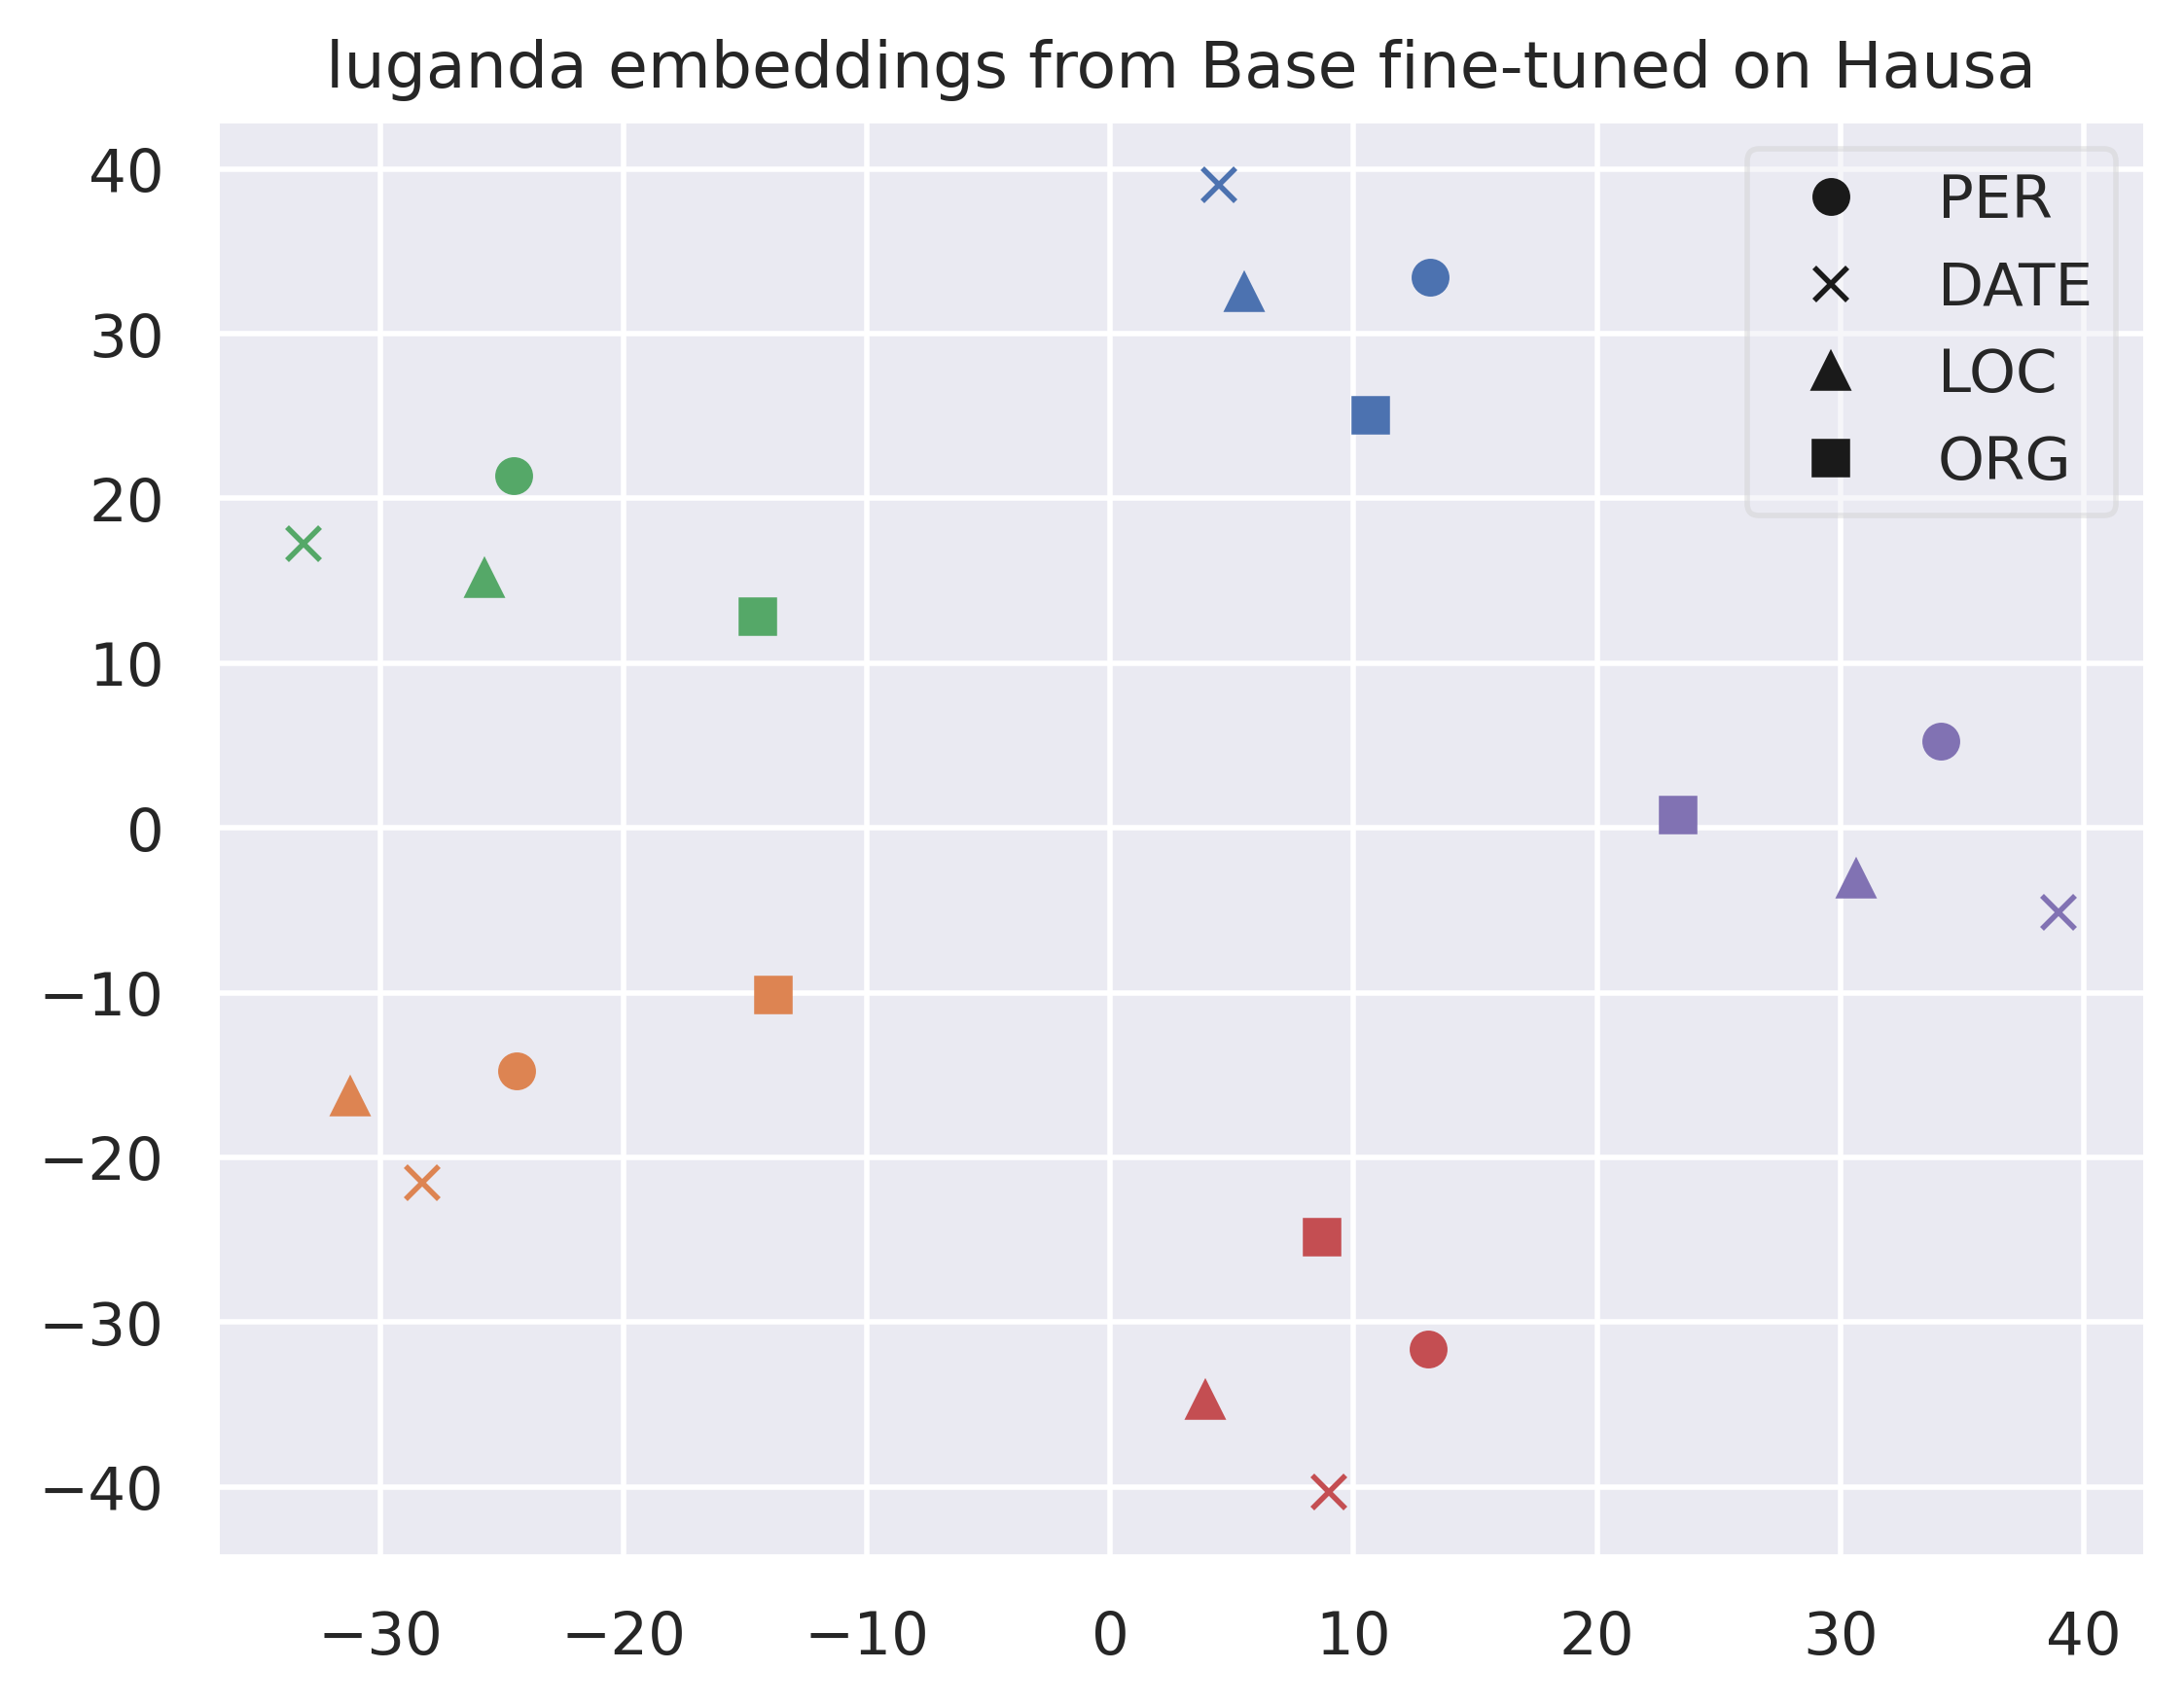 luganda embeddings from Base fine-tuned on Hausa
40
30
20
10
0
−10
−20
−30
−40
PER
DATE
LOC
ORG
−30 −20 −10 0 10 20 30 40